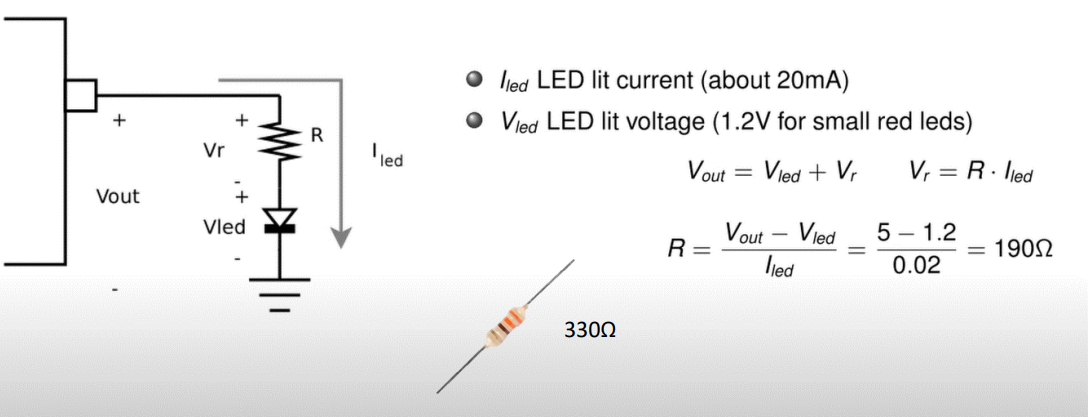 +
+
Vr
R
I led
-
+
Vout
Vled
-
-
I_led LED lit current (about 20mA)
V_led LED lit voltage (1.2V for small red leds)
V_out = V_led + V_r    V_r = R · I_led
R = (V_out − V_led) / I_led = (5 − 1.2) / 0.02 = 190Ω
330Ω